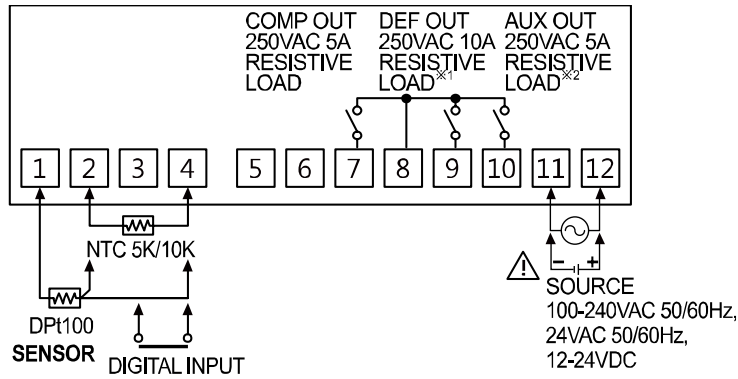 COMP OUT
250VAC 5A
RESISTIVE
LOAD
DEF OUT
250VAC 10A
RESISTIVE
LOAD※1
AUX OUT
250VAC 5A
RESISTIVE
LOAD※2
1 2 3 4 5 6 7 8 9 10 11 12
NTC 5K/10K
DPt100
SENSOR
DIGITAL INPUT
− +
SOURCE
100-240VAC 50/60Hz,
24VAC 50/60Hz,
12-24VDC